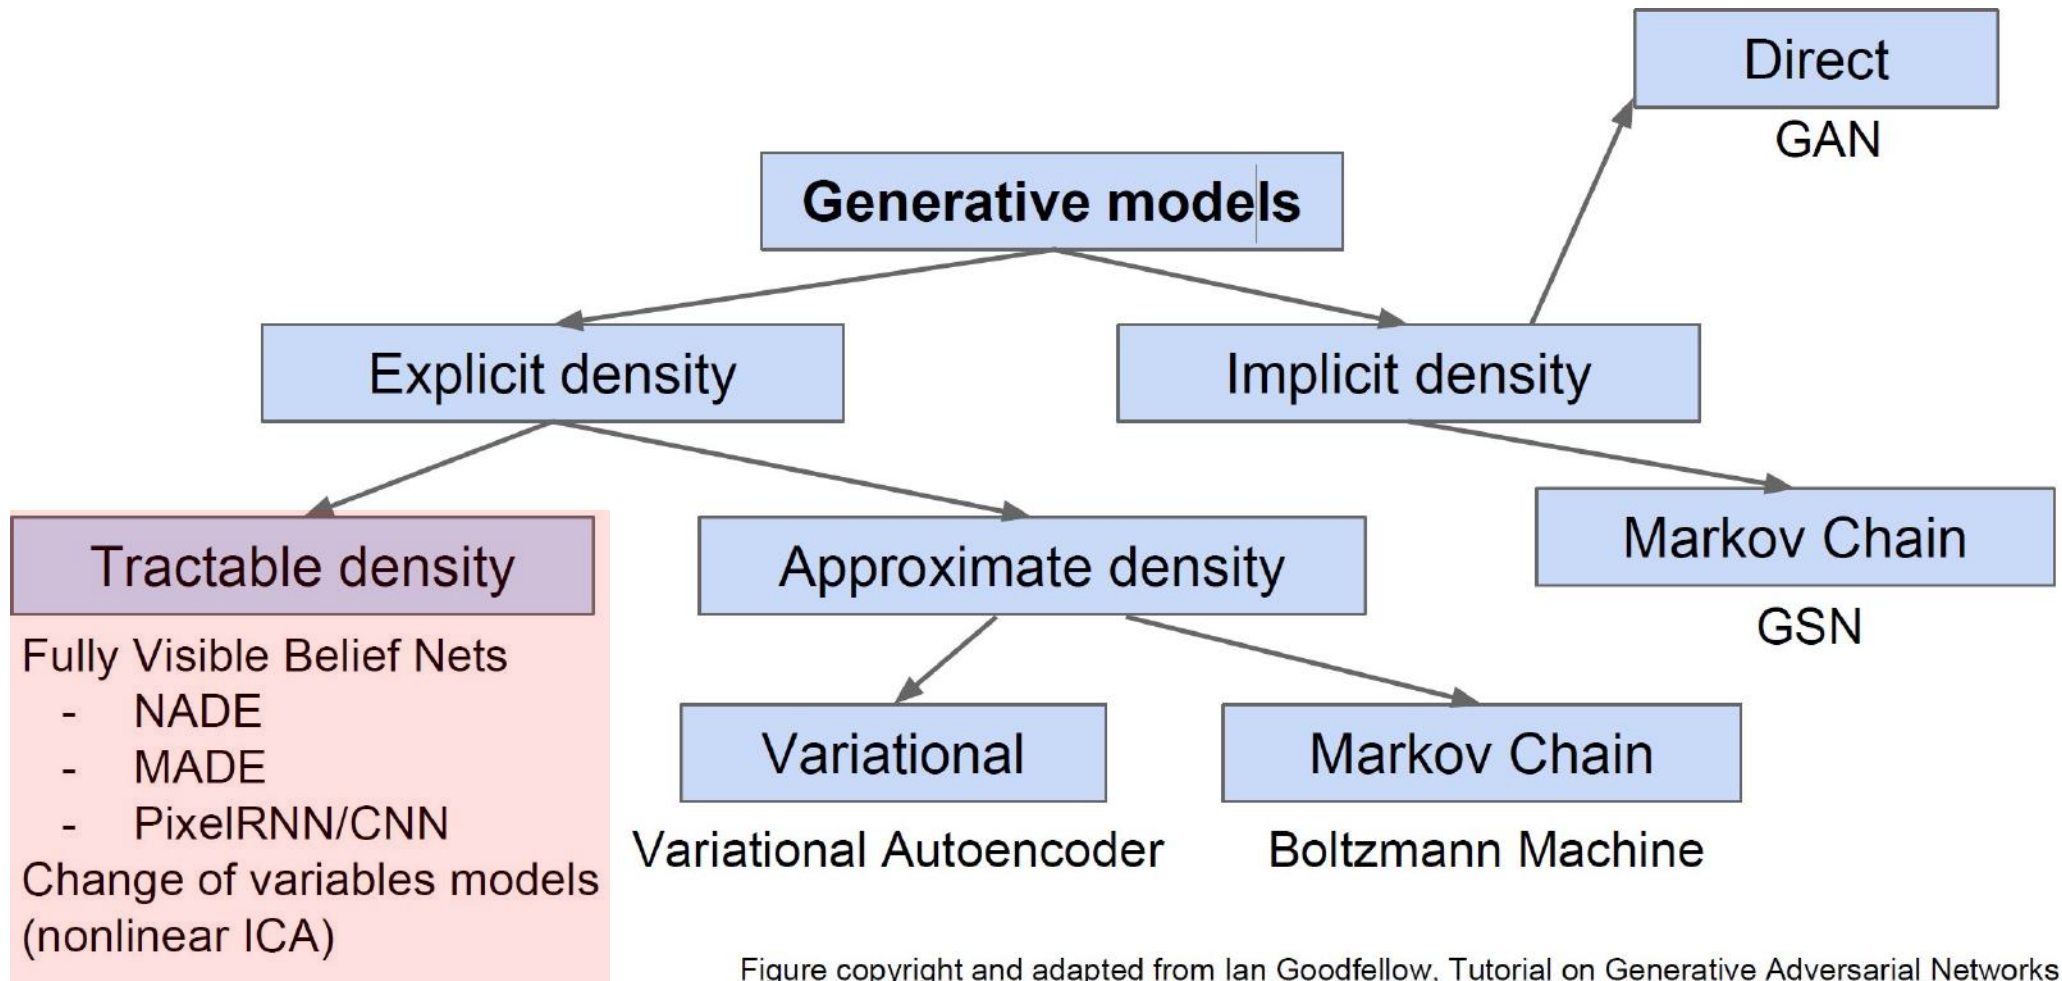 Direct
GAN
Generative models
Explicit density
Implicit density
Tractable density
Fully Visible Belief Nets
- NADE
- MADE
- PixelRNN/CNN
Change of variables models
(nonlinear ICA)
Approximate density
Markov Chain
GSN
Variational
Variational Autoencoder
Markov Chain
Boltzmann Machine
Figure copyright and adapted from Ian Goodfellow, Tutorial on Generative Adversarial Networks